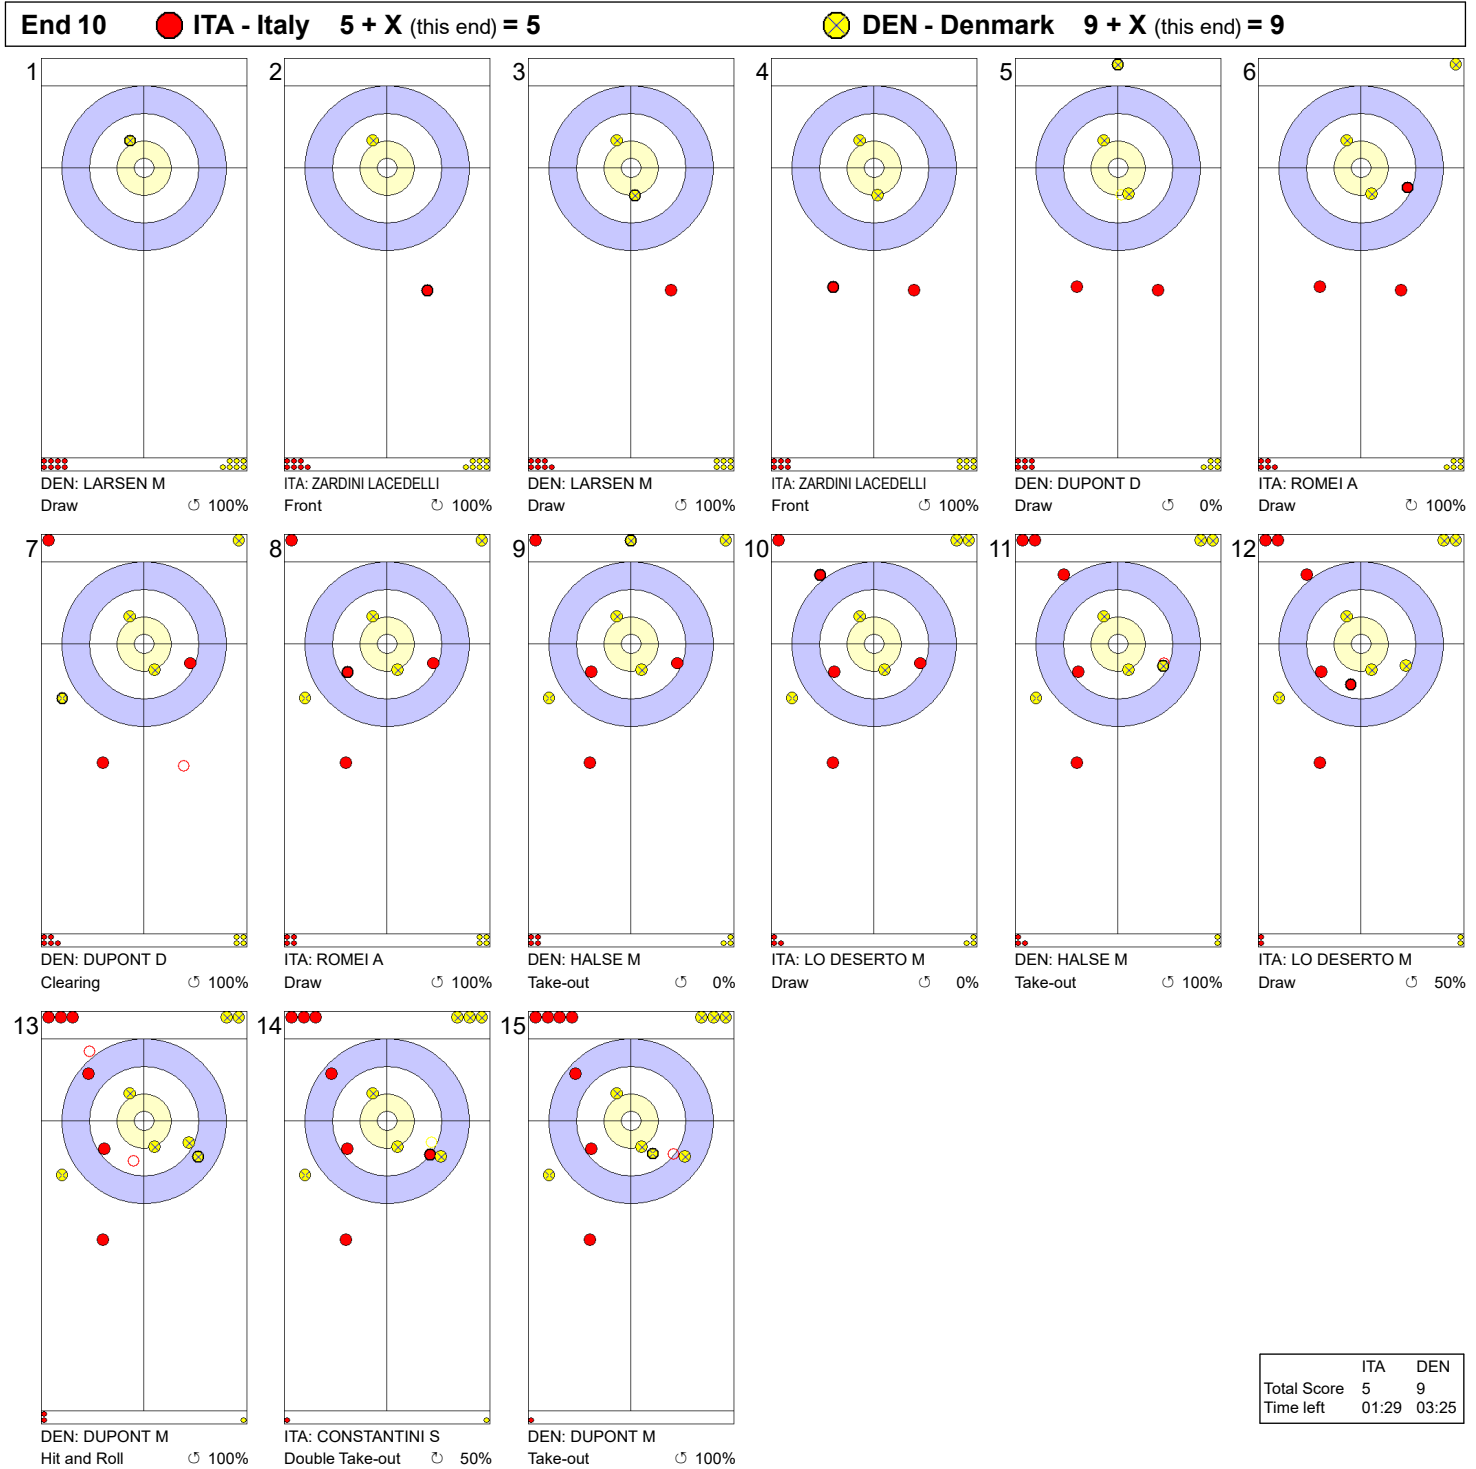 End 10 ITA - Italy 5 + X (this end) = 5 DEN - Denmark 9 + X (this end) = 9
1 2 3 4 5 6
DEN: LARSEN M ITA: ZARDINI LACEDELLI DEN: LARSEN M ITA: ZARDINI LACEDELLI DEN: DUPONT D ITA: ROMEI A
Draw ↺ 100% Front ↻ 100% Draw ↺ 100% Front ↺ 100% Draw ↺ 0% Draw ↺ 100%
7 8 9 10 11 12
DEN: DUPONT D ITA: ROMEI A DEN: HALSE M ITA: LO DESERTO M DEN: HALSE M ITA: LO DESERTO M
Clearing ↺ 100% Draw ↺ 100% Take-out ↺ 0% Draw ↺ 0% Take-out ↺ 100% Draw ↺ 50%
13 14 15
DEN: DUPONT M ITA: CONSTANTINI S DEN: DUPONT M
Hit and Roll ↺ 100% Double Take-out ↻ 50% Take-out ↺ 100%
ITA DEN
Total Score 5 9
Time left 01:29 03:25